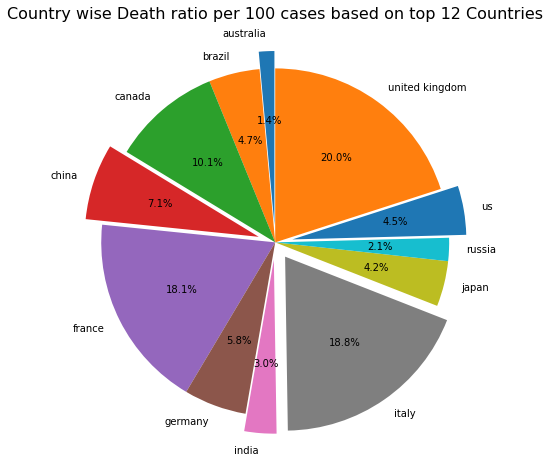 Country wise Death ratio per 100 cases based on top 12 Countries
australia
brazil
united kingdom
canada
1.4%
4.7%
20.0%
10.1%
china
7.1%
us
4.5%
2.1%
russia
4.2%
japan
18.1%
france
5.8%
18.8%
3.0%
germany
italy
india